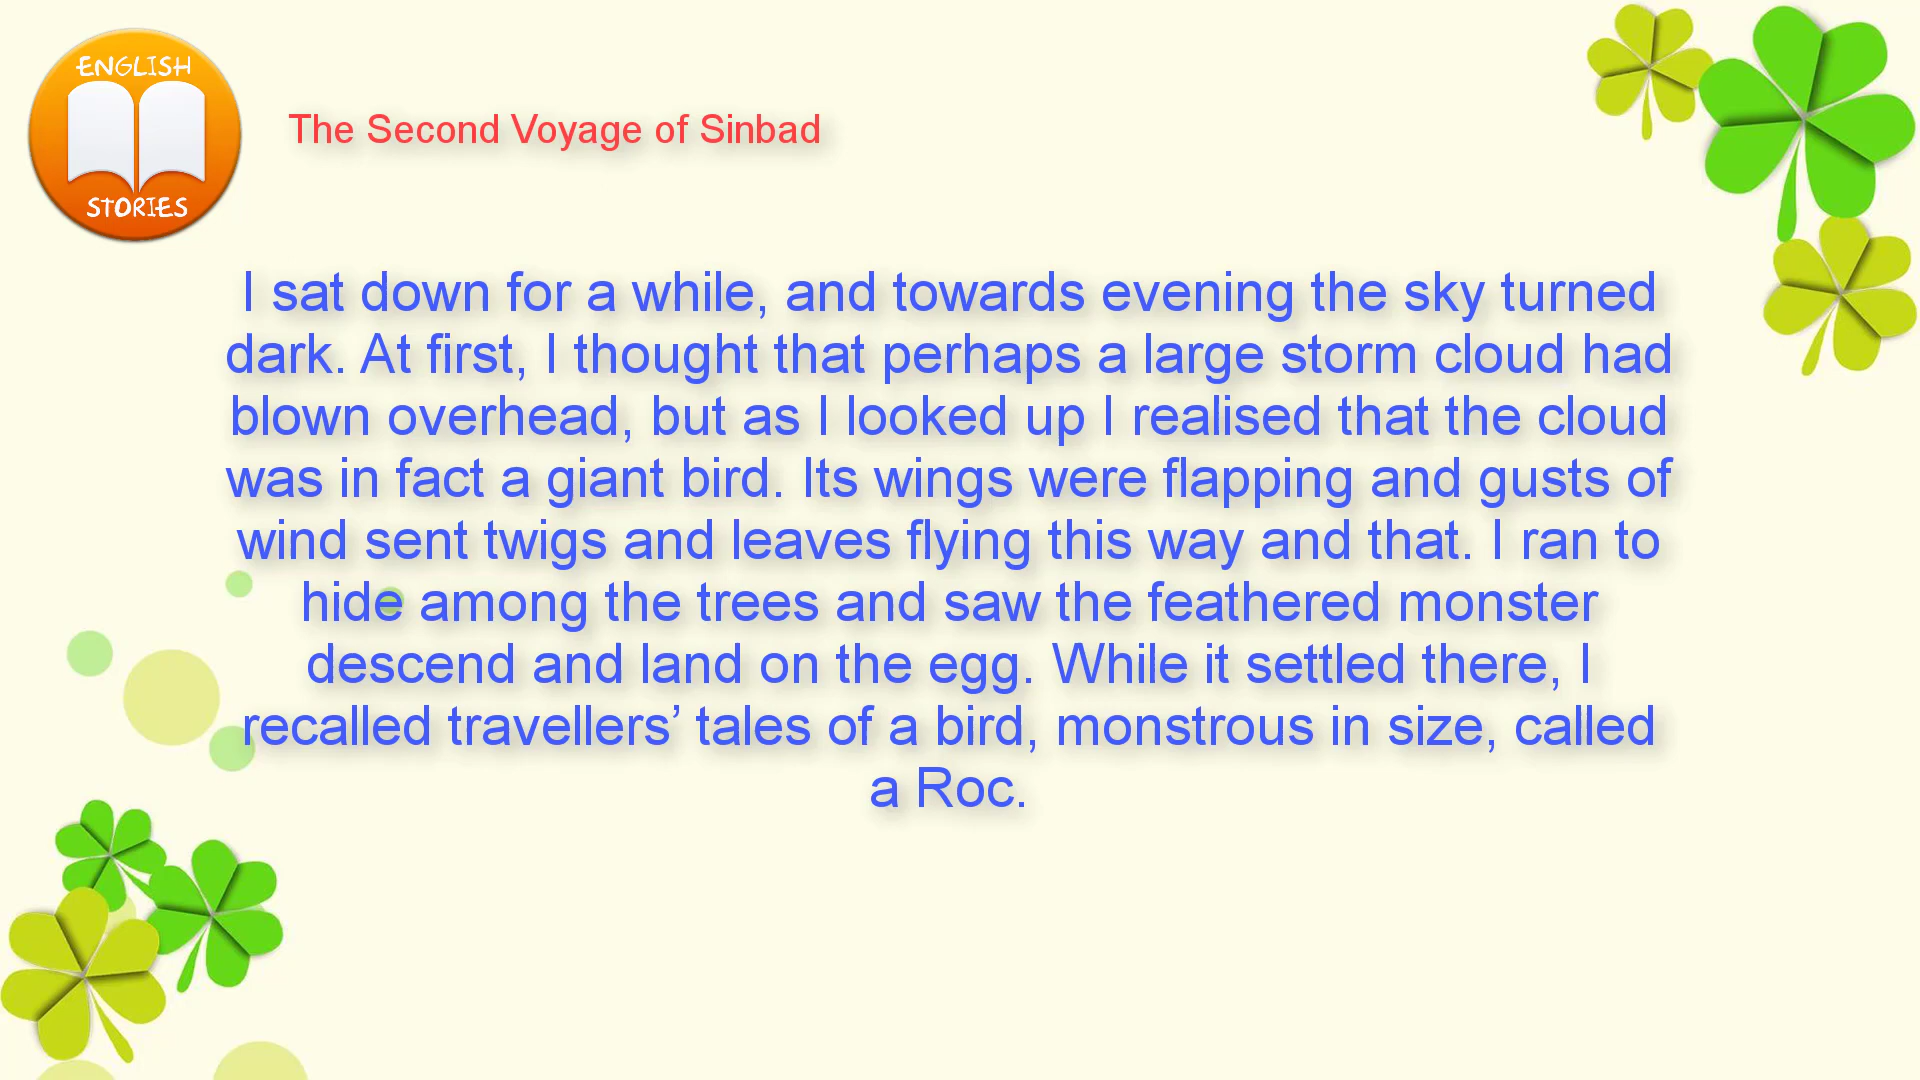 ENGLISH
STORIES
The Second Voyage of Sinbad
I sat down for a while, and towards evening the sky turned
dark. At first, I thought that perhaps a large storm cloud had
blown overhead, but as I looked up I realised that the cloud
was in fact a giant bird. Its wings were flapping and gusts of
wind sent twigs and leaves flying this way and that. I ran to
hide among the trees and saw the feathered monster
descend and land on the egg. While it settled there, I
recalled travellers’ tales of a bird, monstrous in size, called
a Roc.